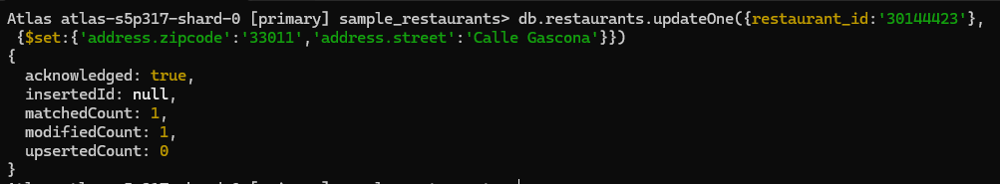 Atlas atlas-s5p317-shard-0 [primary] sample_restaurants> db.restaurants.updateOne({restaurant_id:'30144423'},
{$set:{'address.zipcode':'33011','address.street':'Calle Gascona'}})
{
  acknowledged: true,
  insertedId: null,
  matchedCount: 1,
  modifiedCount: 1,
  upsertedCount: 0
}